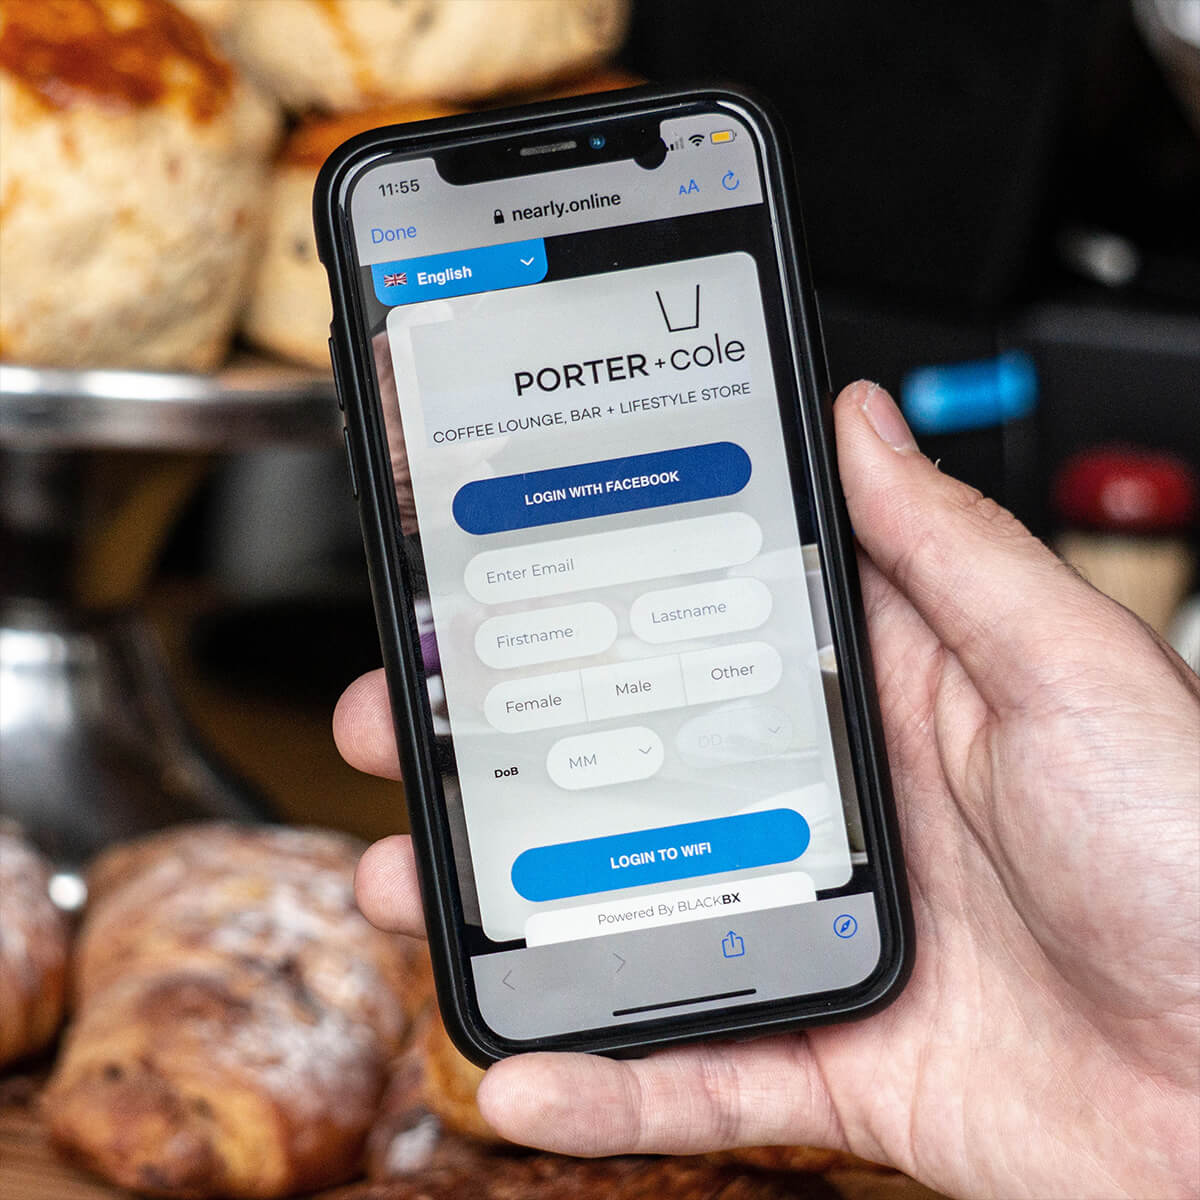 11:55
Done
nearly.online
AA
English
PORTER + cole
COFFEE LOUNGE, BAR + LIFESTYLE STORE
LOGIN WITH FACEBOOK
Enter Email
Firstname
Lastname
Female
Male
Other
DoB
MM
DD
LOGIN TO WIFI
Powered By BLACKBX